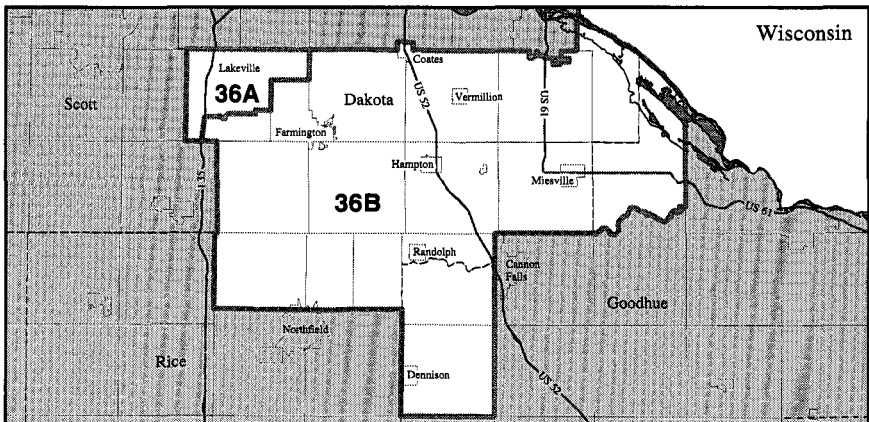 Wisconsin
Lakeville
36A
Scott
Coates
US 52
Dakota
Vermillion
US 61
Farmington
Hampton
Miesville
I 35
36B
US 61
Randolph
Cannon
Falls
Goodhue
Northfield
Rice
Dennison
US 52